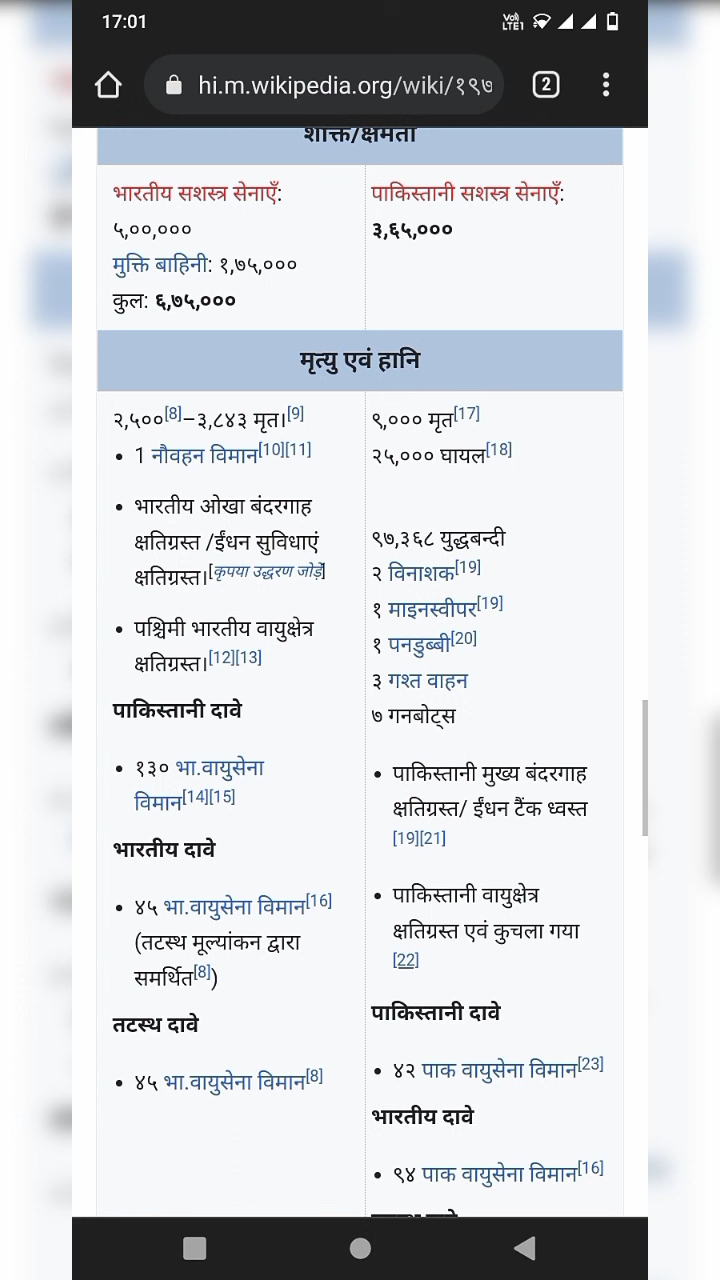 17:01
Vo) LTE1
hi.m.wikipedia.org/wiki/१९७
2
शक्ति/क्षमता
भारतीय सशस्त्र सेनाएँ:
५,००,०००
मुक्ति बाहिनी: १,७५,०००
कुल: ६,७५,०००
पाकिस्तानी सशस्त्र सेनाएँ:
३,६५,०००
मृत्यु एवं हानि
२,५००[8]–३,८४३ मृत।[9]
• 1 नौवहन विमान[10][11]
• भारतीय ओखा बंदरगाह
क्षतिग्रस्त /ईंधन सुविधाएं
क्षतिग्रस्त।[कृपया उद्धरण जोड़ें]
• पश्चिमी भारतीय वायुक्षेत्र
क्षतिग्रस्त।[12][13]
पाकिस्तानी दावे
• १३० भा.वायुसेना
विमान[14][15]
भारतीय दावे
• ४५ भा.वायुसेना विमान[16]
(तटस्थ मूल्यांकन द्वारा
समर्थित[8])
तटस्थ दावे
• ४५ भा.वायुसेना विमान[8]
९,००० मृत[17]
२५,००० घायल[18]
९७,३६८ युद्धबन्दी
२ विनाशक[19]
१ माइनस्वीपर[19]
१ पनडुब्बी[20]
३ गश्त वाहन
७ गनबोट्स
• पाकिस्तानी मुख्य बंदरगाह
क्षतिग्रस्त/ ईंधन टैंक ध्वस्त
[19][21]
• पाकिस्तानी वायुक्षेत्र
क्षतिग्रस्त एवं कुचला गया
[22]
पाकिस्तानी दावे
• ४२ पाक वायुसेना विमान[23]
भारतीय दावे
• ९४ पाक वायुसेना विमान[16]